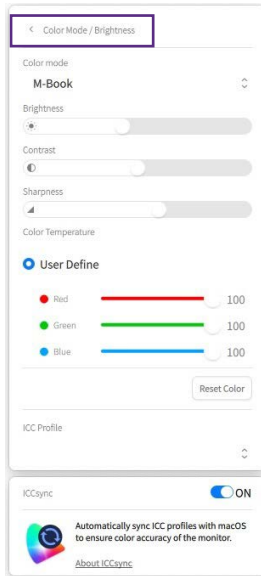 < Color Mode / Brightness
Color mode
M-Book
Brightness
Contrast
Sharpness
Color Temperature
User Define
Red 100
Green 100
Blue 100
Reset Color
ICC Profile
ICCsync ON
Automatically sync ICC profiles with macOS
to ensure color accuracy of the monitor.
About ICCsync